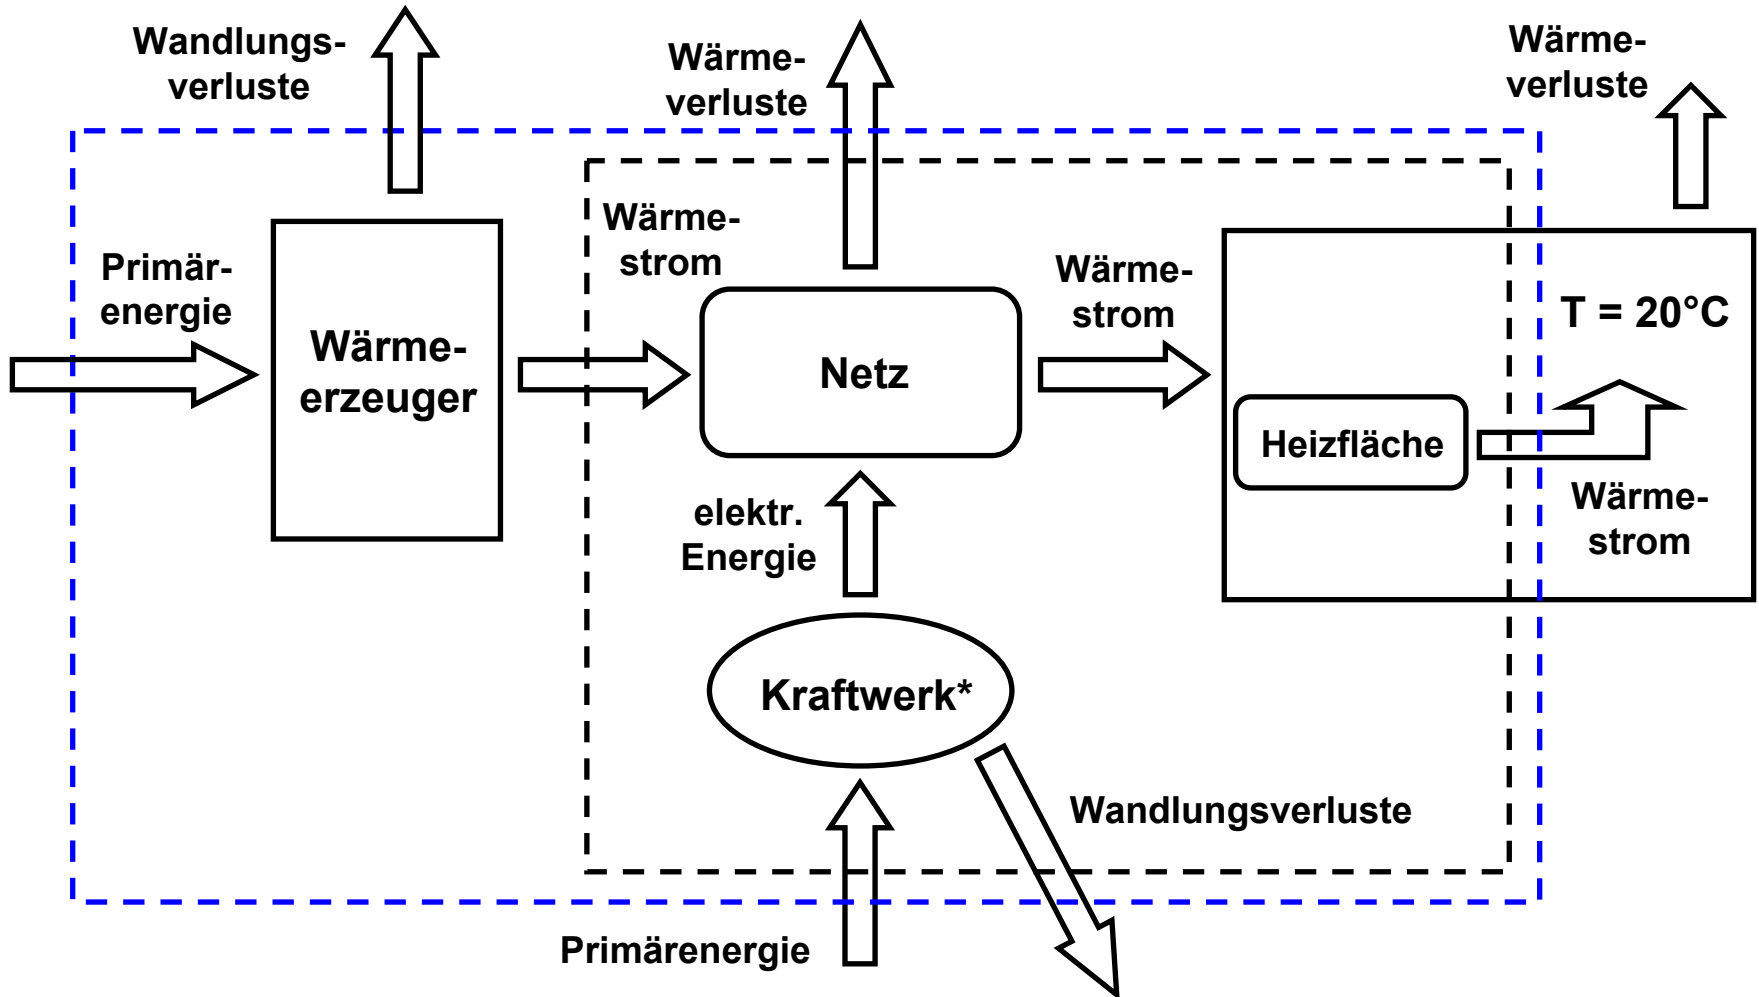 Wandlungs-
verluste
Wärme-
verluste
Wärme-
verluste
Primär-
energie
Wärme-
erzeuger
Wärme-
strom
Netz
Wärme-
strom
T = 20°C
Heizfläche
Wärme-
strom
elektr.
Energie
Kraftwerk*
Wandlungsverluste
Primärenergie